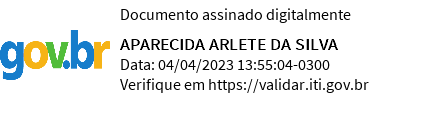 Documento assinado digitalmente
gov.br
APARECIDA ARLETE DA SILVA
Data: 04/04/2023 13:55:04-0300
Verifique em https://validar.iti.gov.br